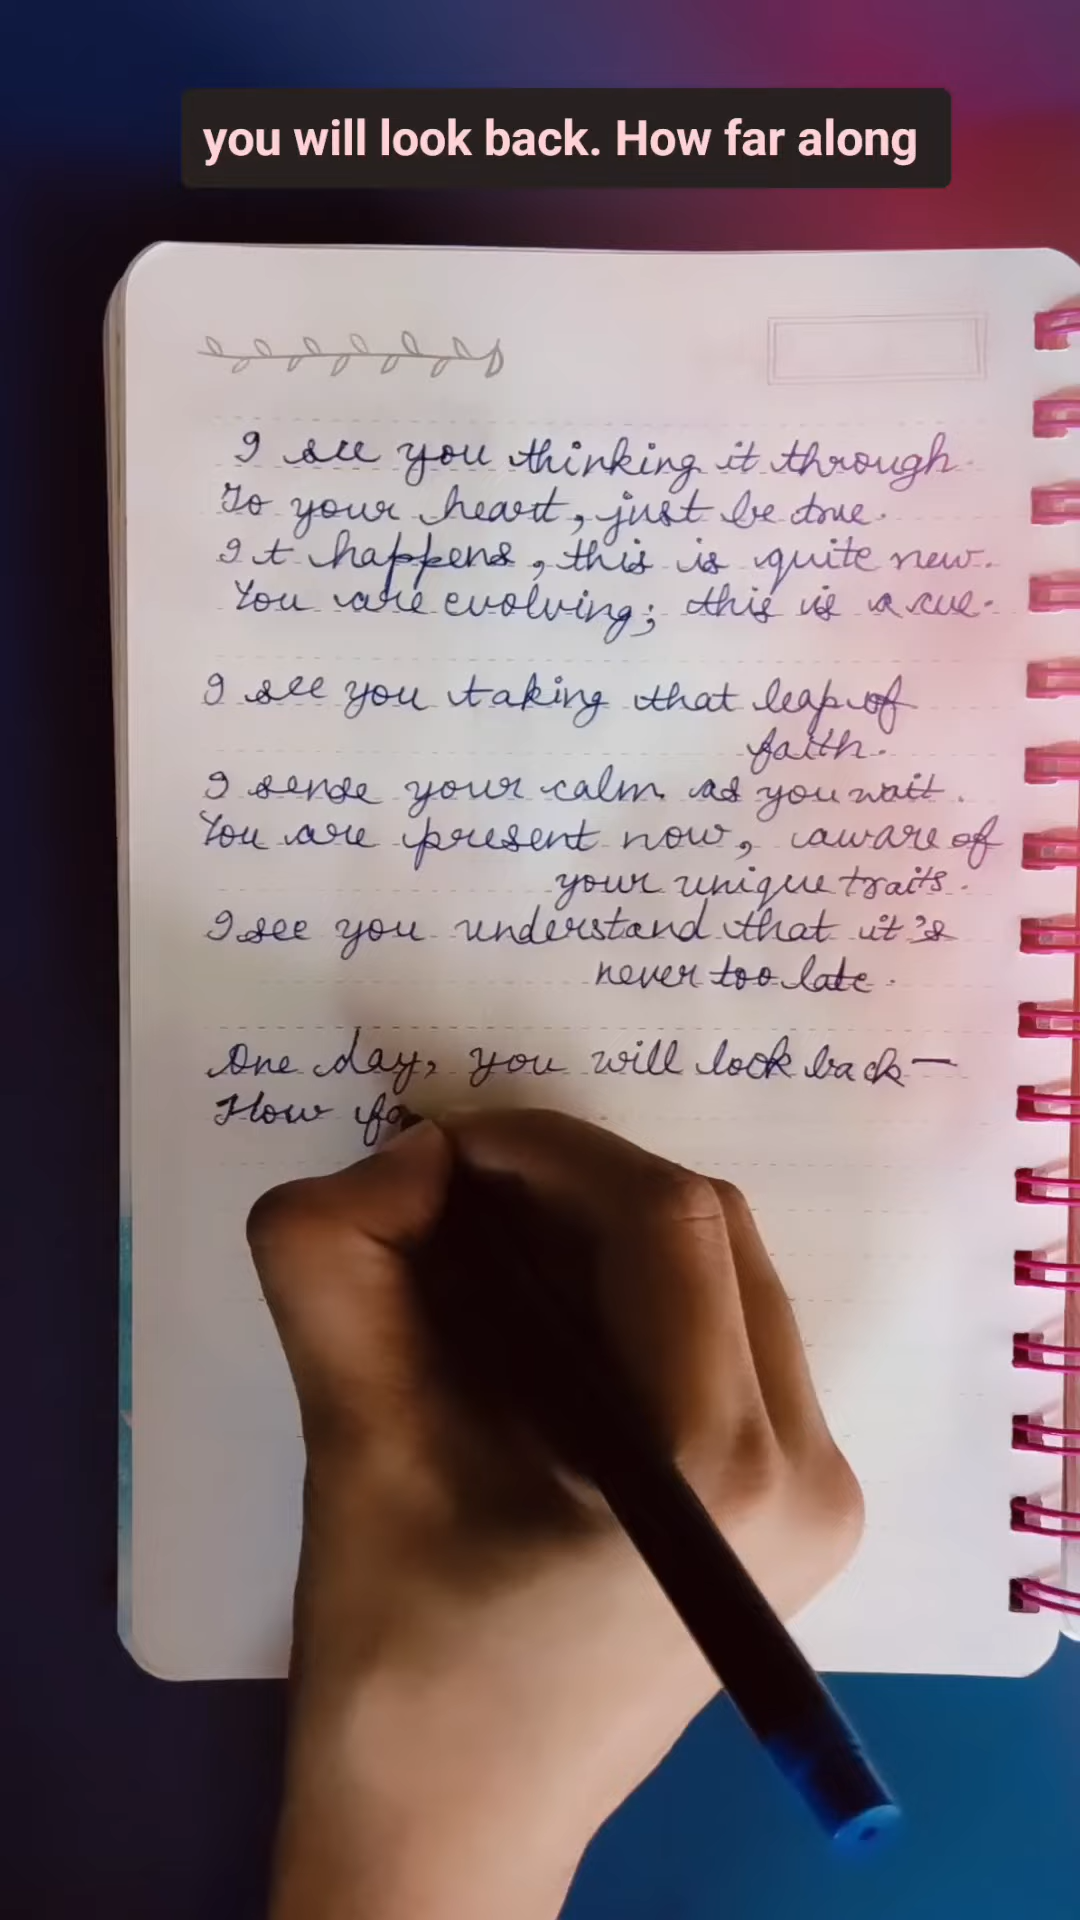 you will look back. How far along
I see you thinking it through.
To your heart, just be true.
It happens, this is quite new.
You are evolving; this is a cue.
I see you taking that leap of
faith.
I sense your calm as you wait.
You are present now, aware of
your unique traits.
I see you understand that it's
never too late.
One day, you will look back—
How fa